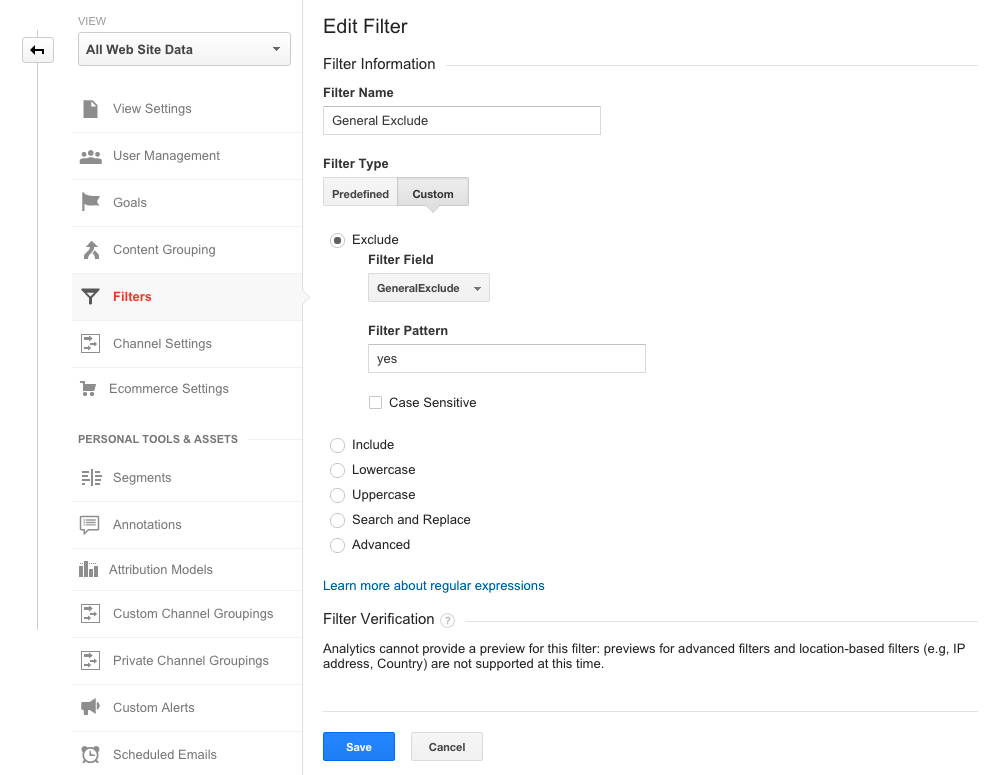 VIEW
All Web Site Data
View Settings
User Management
Goals
Content Grouping
Filters
Channel Settings
Ecommerce Settings
PERSONAL TOOLS & ASSETS
Segments
Annotations
Attribution Models
Custom Channel Groupings
Private Channel Groupings
Custom Alerts
Scheduled Emails
Edit Filter
Filter Information
Filter Name
General Exclude
Filter Type
Predefined Custom
Exclude
Filter Field
GeneralExclude
Filter Pattern
yes
Case Sensitive
Include
Lowercase
Uppercase
Search and Replace
Advanced
Learn more about regular expressions
Filter Verification ?
Analytics cannot provide a preview for this filter: previews for advanced filters and location-based filters (e.g, IP
address, Country) are not supported at this time.
Save Cancel